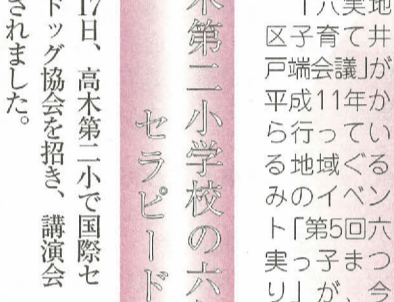 「六実地
区子育て井
戸端会議」が
平成11年か
ら行ってい
る地域ぐる
みのイベン
ト「第5回六
実っ子まつ
り」が、今
木第二小学校の六
セラピード
17日、高木第二小で国際セ
ドッグ協会を招き、講演会
されました。